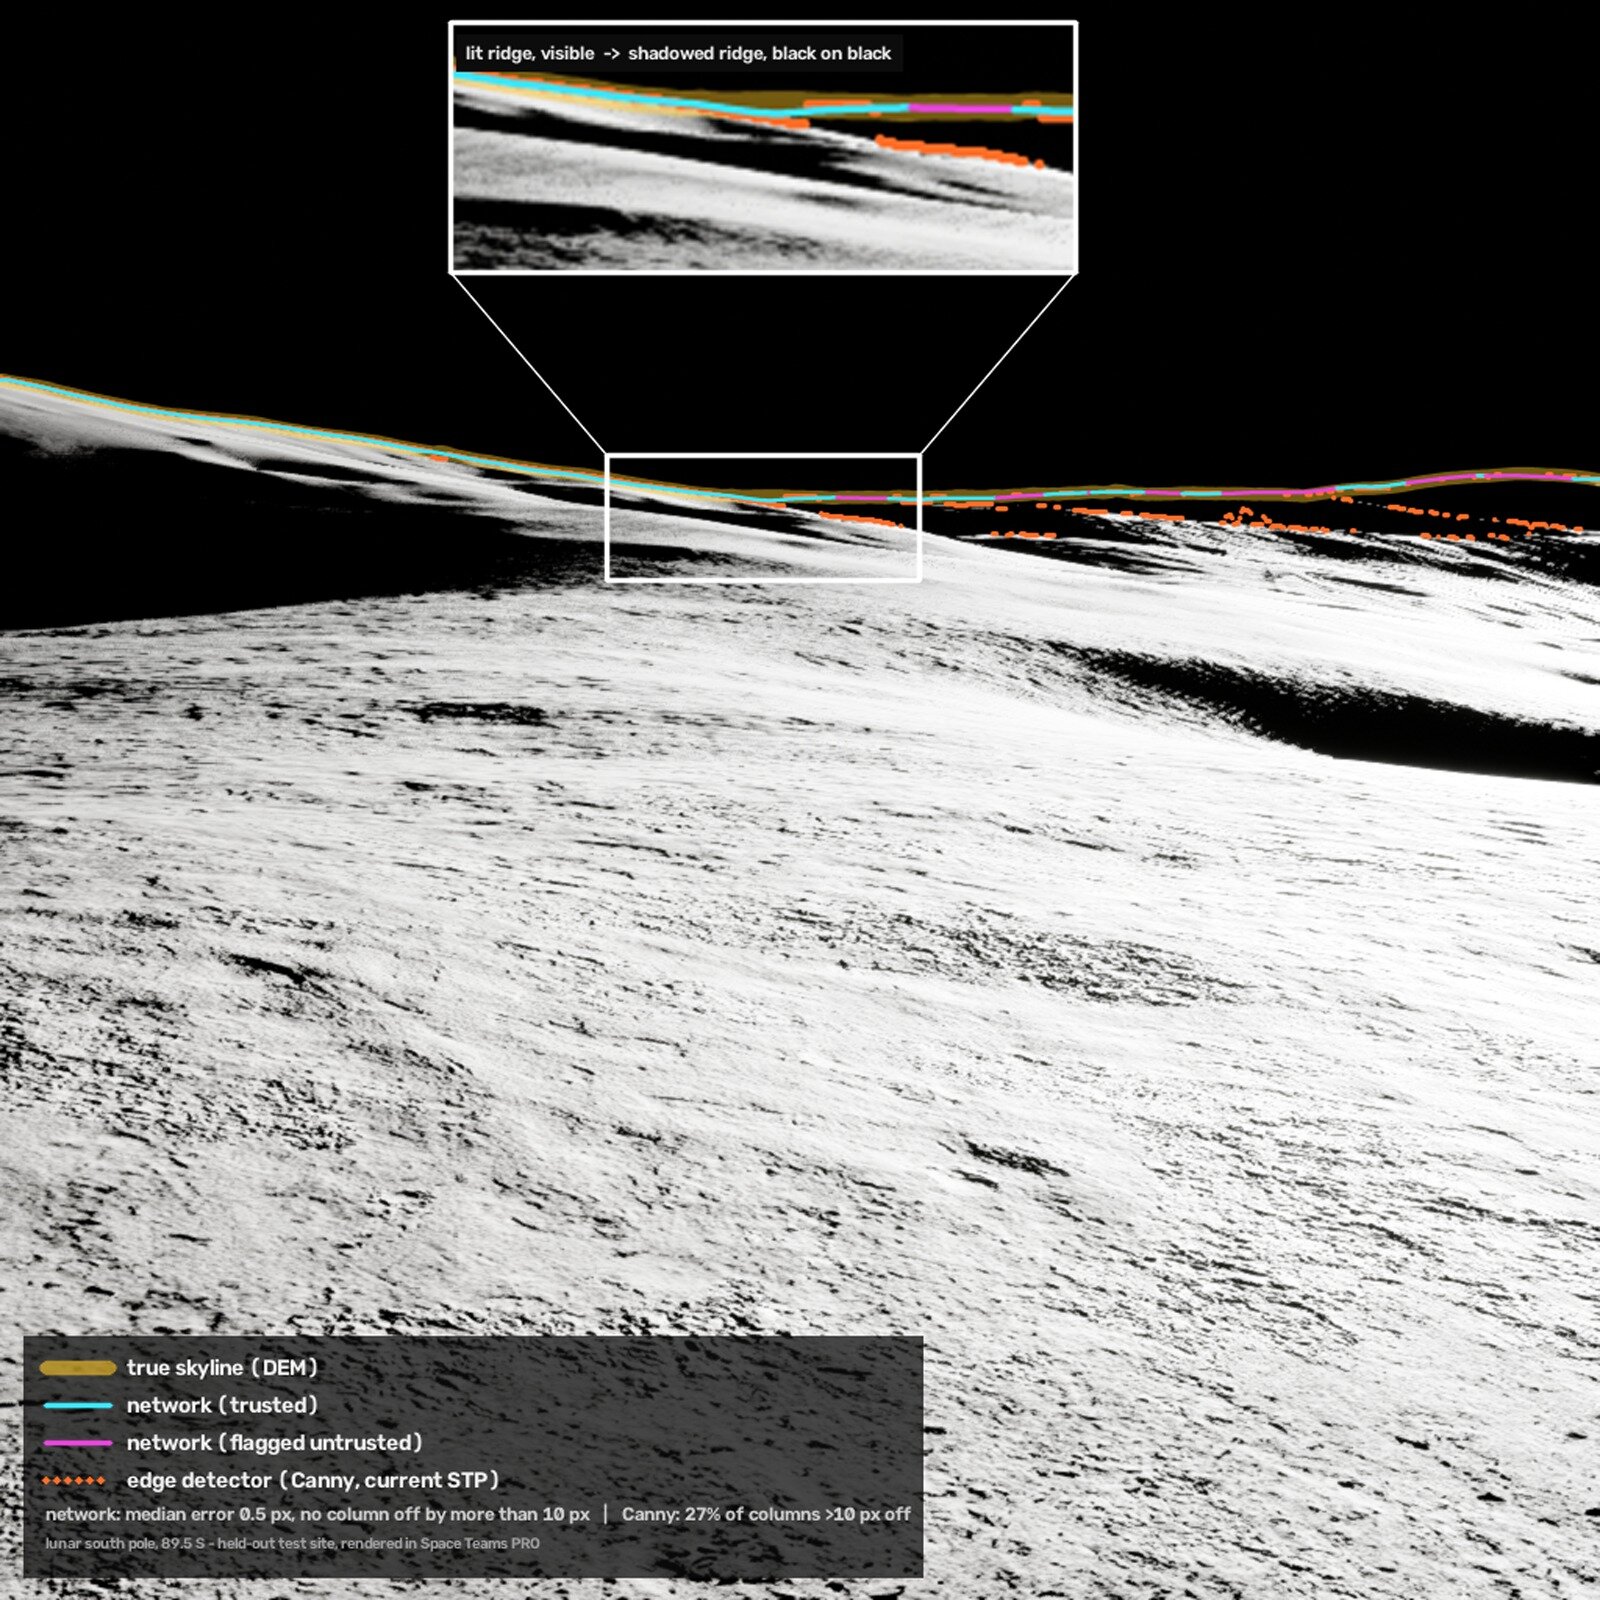 lit ridge, visible -> shadowed ridge, black on black
true skyline (DEM)
network (trusted)
network (flagged untrusted)
edge detector (Canny, current STP)
network: median error 0.5 px, no column off by more than 10 px | Canny: 27% of columns >10 px off
lunar south pole, 89.5 S - held-out test site, rendered in Space Teams PRO